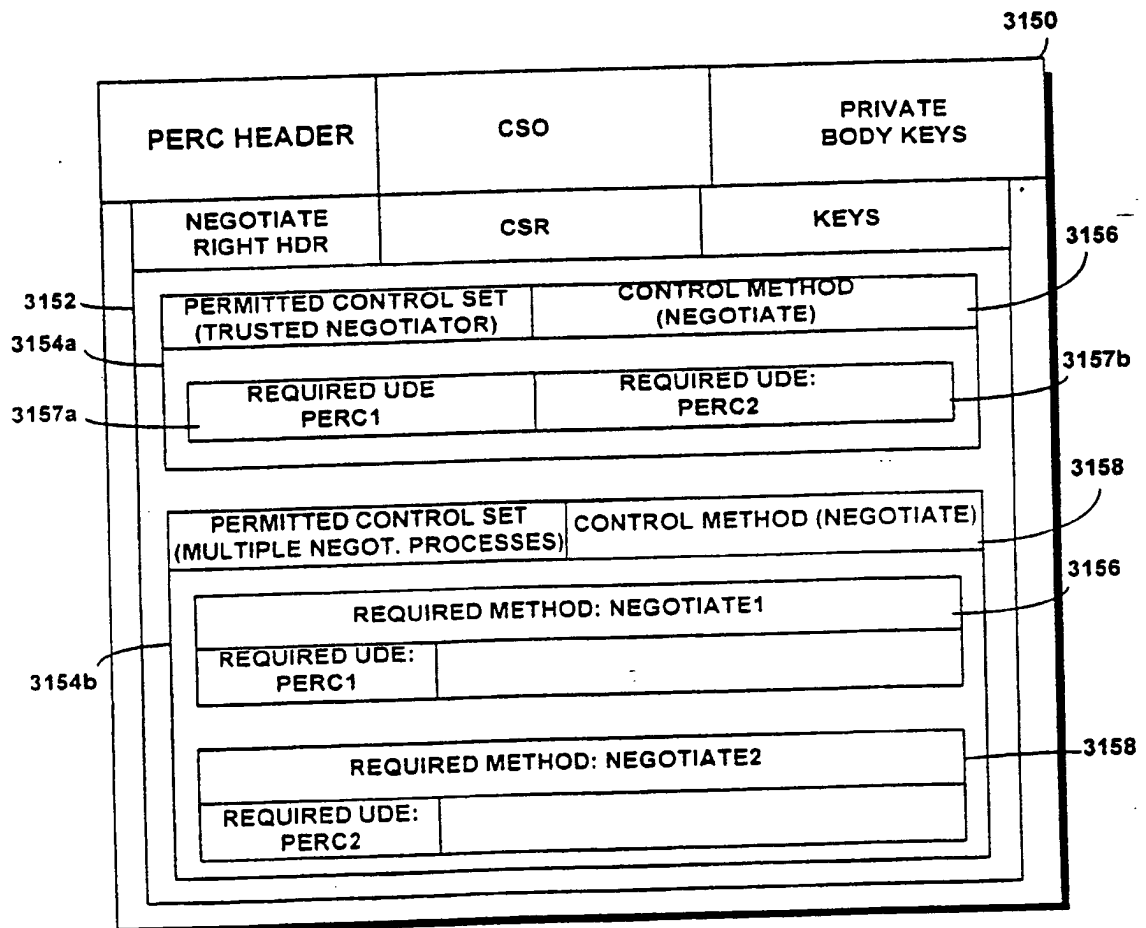 3150
PERC HEADER
CSO
PRIVATE
BODY KEYS
NEGOTIATE
RIGHT HDR
CSR
KEYS
3156
3152
PERMITTED CONTROL SET
(TRUSTED NEGOTIATOR)
CONTROL METHOD
(NEGOTIATE)
3154a
3157b
REQUIRED UDE
PERC1
REQUIRED UDE:
PERC2
3157a
3158
PERMITTED CONTROL SET
(MULTIPLE NEGOT. PROCESSES)
CONTROL METHOD (NEGOTIATE)
3156
REQUIRED METHOD: NEGOTIATE1
REQUIRED UDE:
PERC1
3154b
3158
REQUIRED METHOD: NEGOTIATE2
REQUIRED UDE:
PERC2